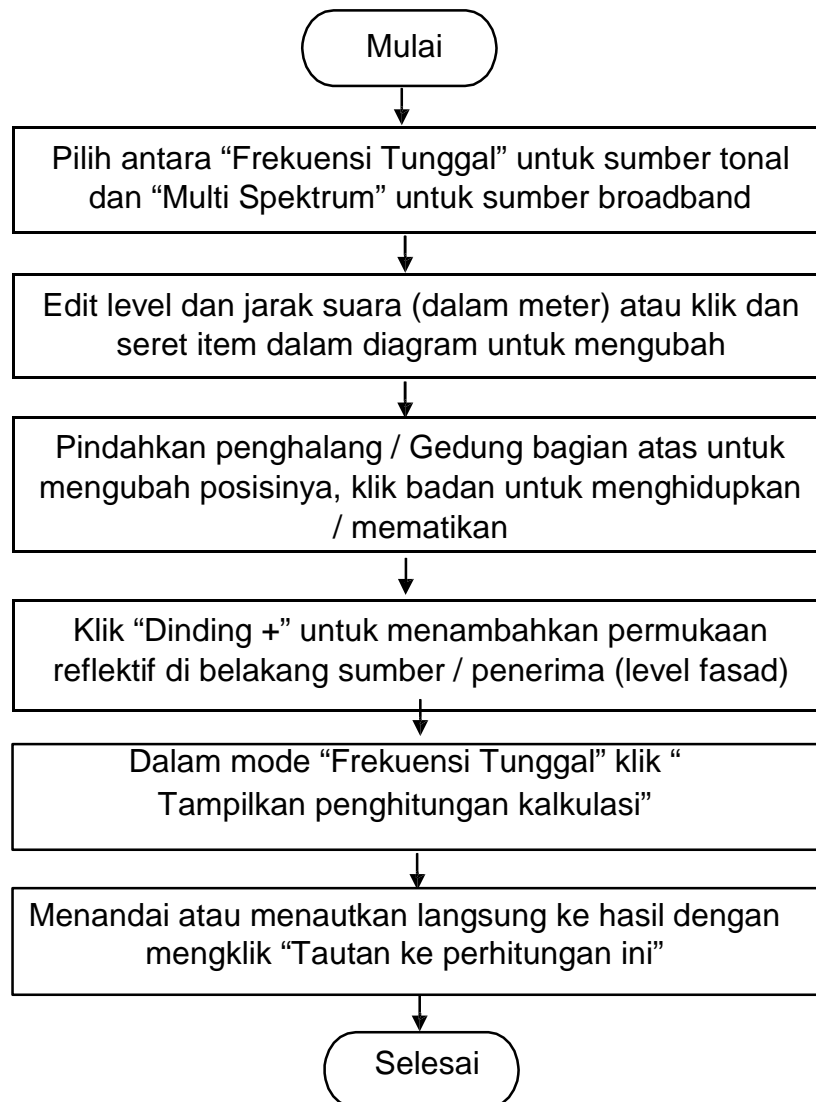 Mulai
Pilih antara “Frekuensi Tunggal” untuk sumber tonal
dan “Multi Spektrum” untuk sumber broadband
Edit level dan jarak suara (dalam meter) atau klik dan
seret item dalam diagram untuk mengubah
Pindahkan penghalang / Gedung bagian atas untuk
mengubah posisinya, klik badan untuk menghidupkan
/ mematikan
Klik “Dinding +” untuk menambahkan permukaan
reflektif di belakang sumber / penerima (level fasad)
Dalam mode “Frekuensi Tunggal” klik “
Tampilkan penghitungan kalkulasi”
Menandai atau menautkan langsung ke hasil dengan
mengklik “Tautan ke perhitungan ini”
Selesai